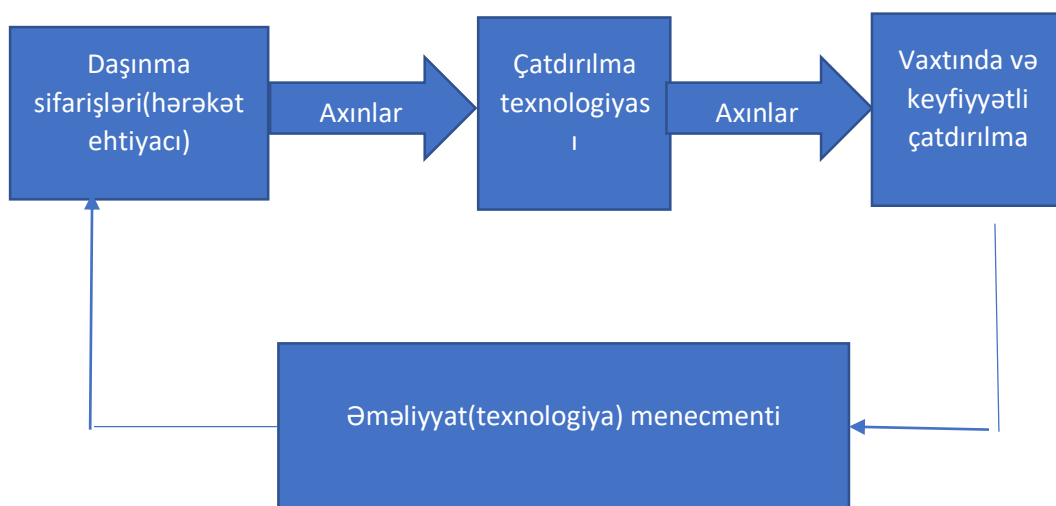 Daşınma
sifarişləri(hərəkət
ehtiyacı)
Axınlar
Çatdırılma
texnologiyas
ı
Axınlar
Vaxtında və
keyfiyyətli
çatdırılma
Əməliyyat(texnologiya) menecmenti